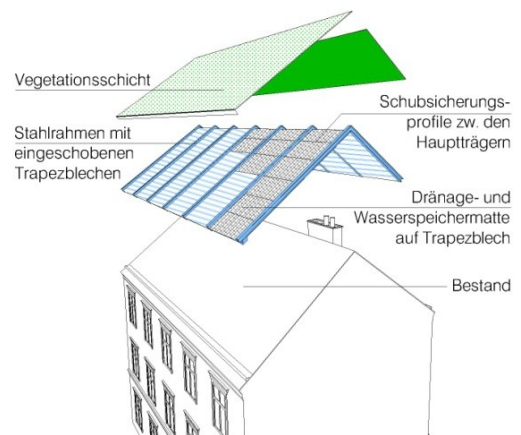 Vegetationsschicht
Schubsicherungs-
profile zw. den
Hauptträgern
Stahlrahmen mit
eingeschobenen
Trapezblechen
Dränage- und
Wasserspeichermatte
auf Trapezblech
Bestand